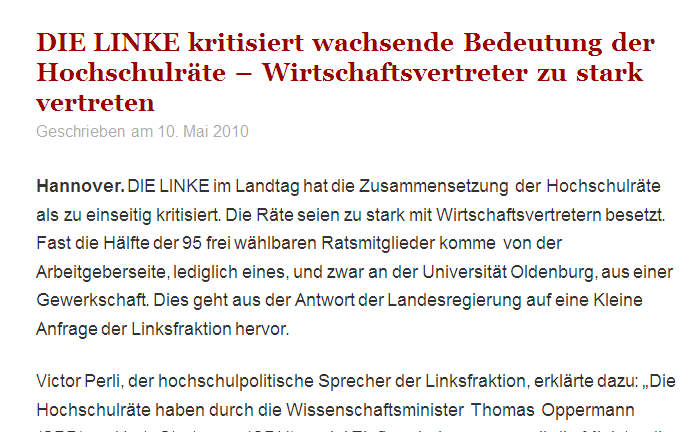 DIE LINKE kritisiert wachsende Bedeutung der
Hochschulräte – Wirtschaftsvertreter zu stark
vertreten
Geschrieben am 10. Mai 2010
Hannover. DIE LINKE im Landtag hat die Zusammensetzung der Hochschulräte
als zu einseitig kritisiert. Die Räte seien zu stark mit Wirtschaftsvertretern besetzt.
Fast die Hälfte der 95 frei wählbaren Ratsmitglieder komme von der
Arbeitgeberseite, lediglich eines, und zwar an der Universität Oldenburg, aus einer
Gewerkschaft. Dies geht aus der Antwort der Landesregierung auf eine Kleine
Anfrage der Linksfraktion hervor.
Victor Perli, der hochschulpolitische Sprecher der Linksfraktion, erklärte dazu: „Die
Hochschulräte haben durch die Wissenschaftsminister Thomas Oppermann